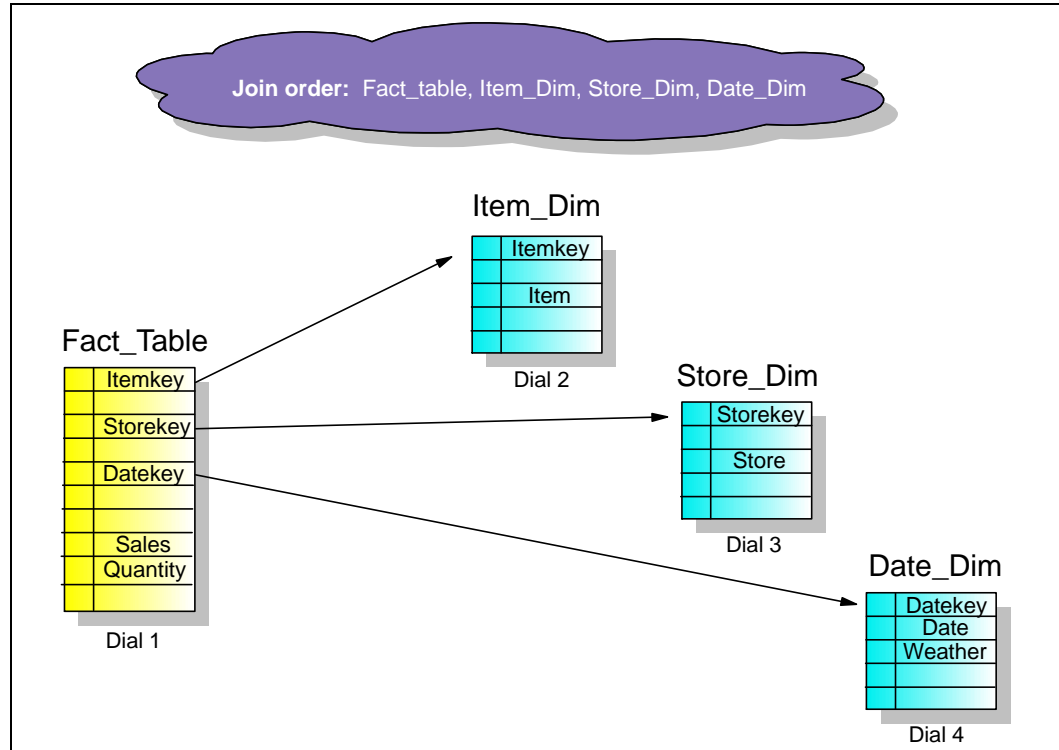 Join order: Fact_table, Item_Dim, Store_Dim, Date_Dim
Item_Dim
Itemkey
Item
Dial 2
Fact_Table
Itemkey
Storekey
Datekey
Sales
Quantity
Dial 1
Store_Dim
Storekey
Store
Dial 3
Date_Dim
Datekey
Date
Weather
Dial 4